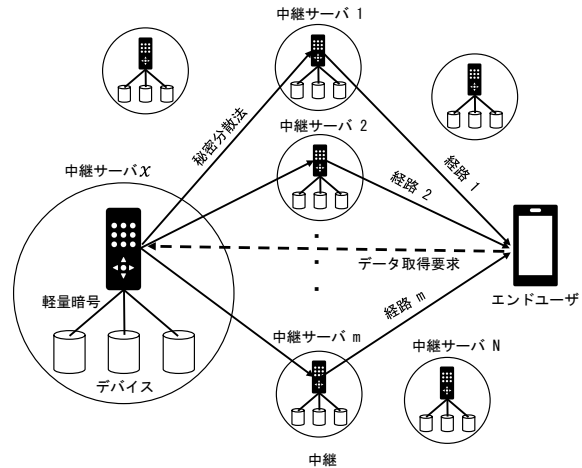 中継サーバ 1
秘密分散法
中継サーバ 2
経路 1
中継サーバx
経路 2
データ取得要求
軽量暗号
エンドユーザ
経路 m
デバイス
中継サーバ m
中継サーバ N
中継